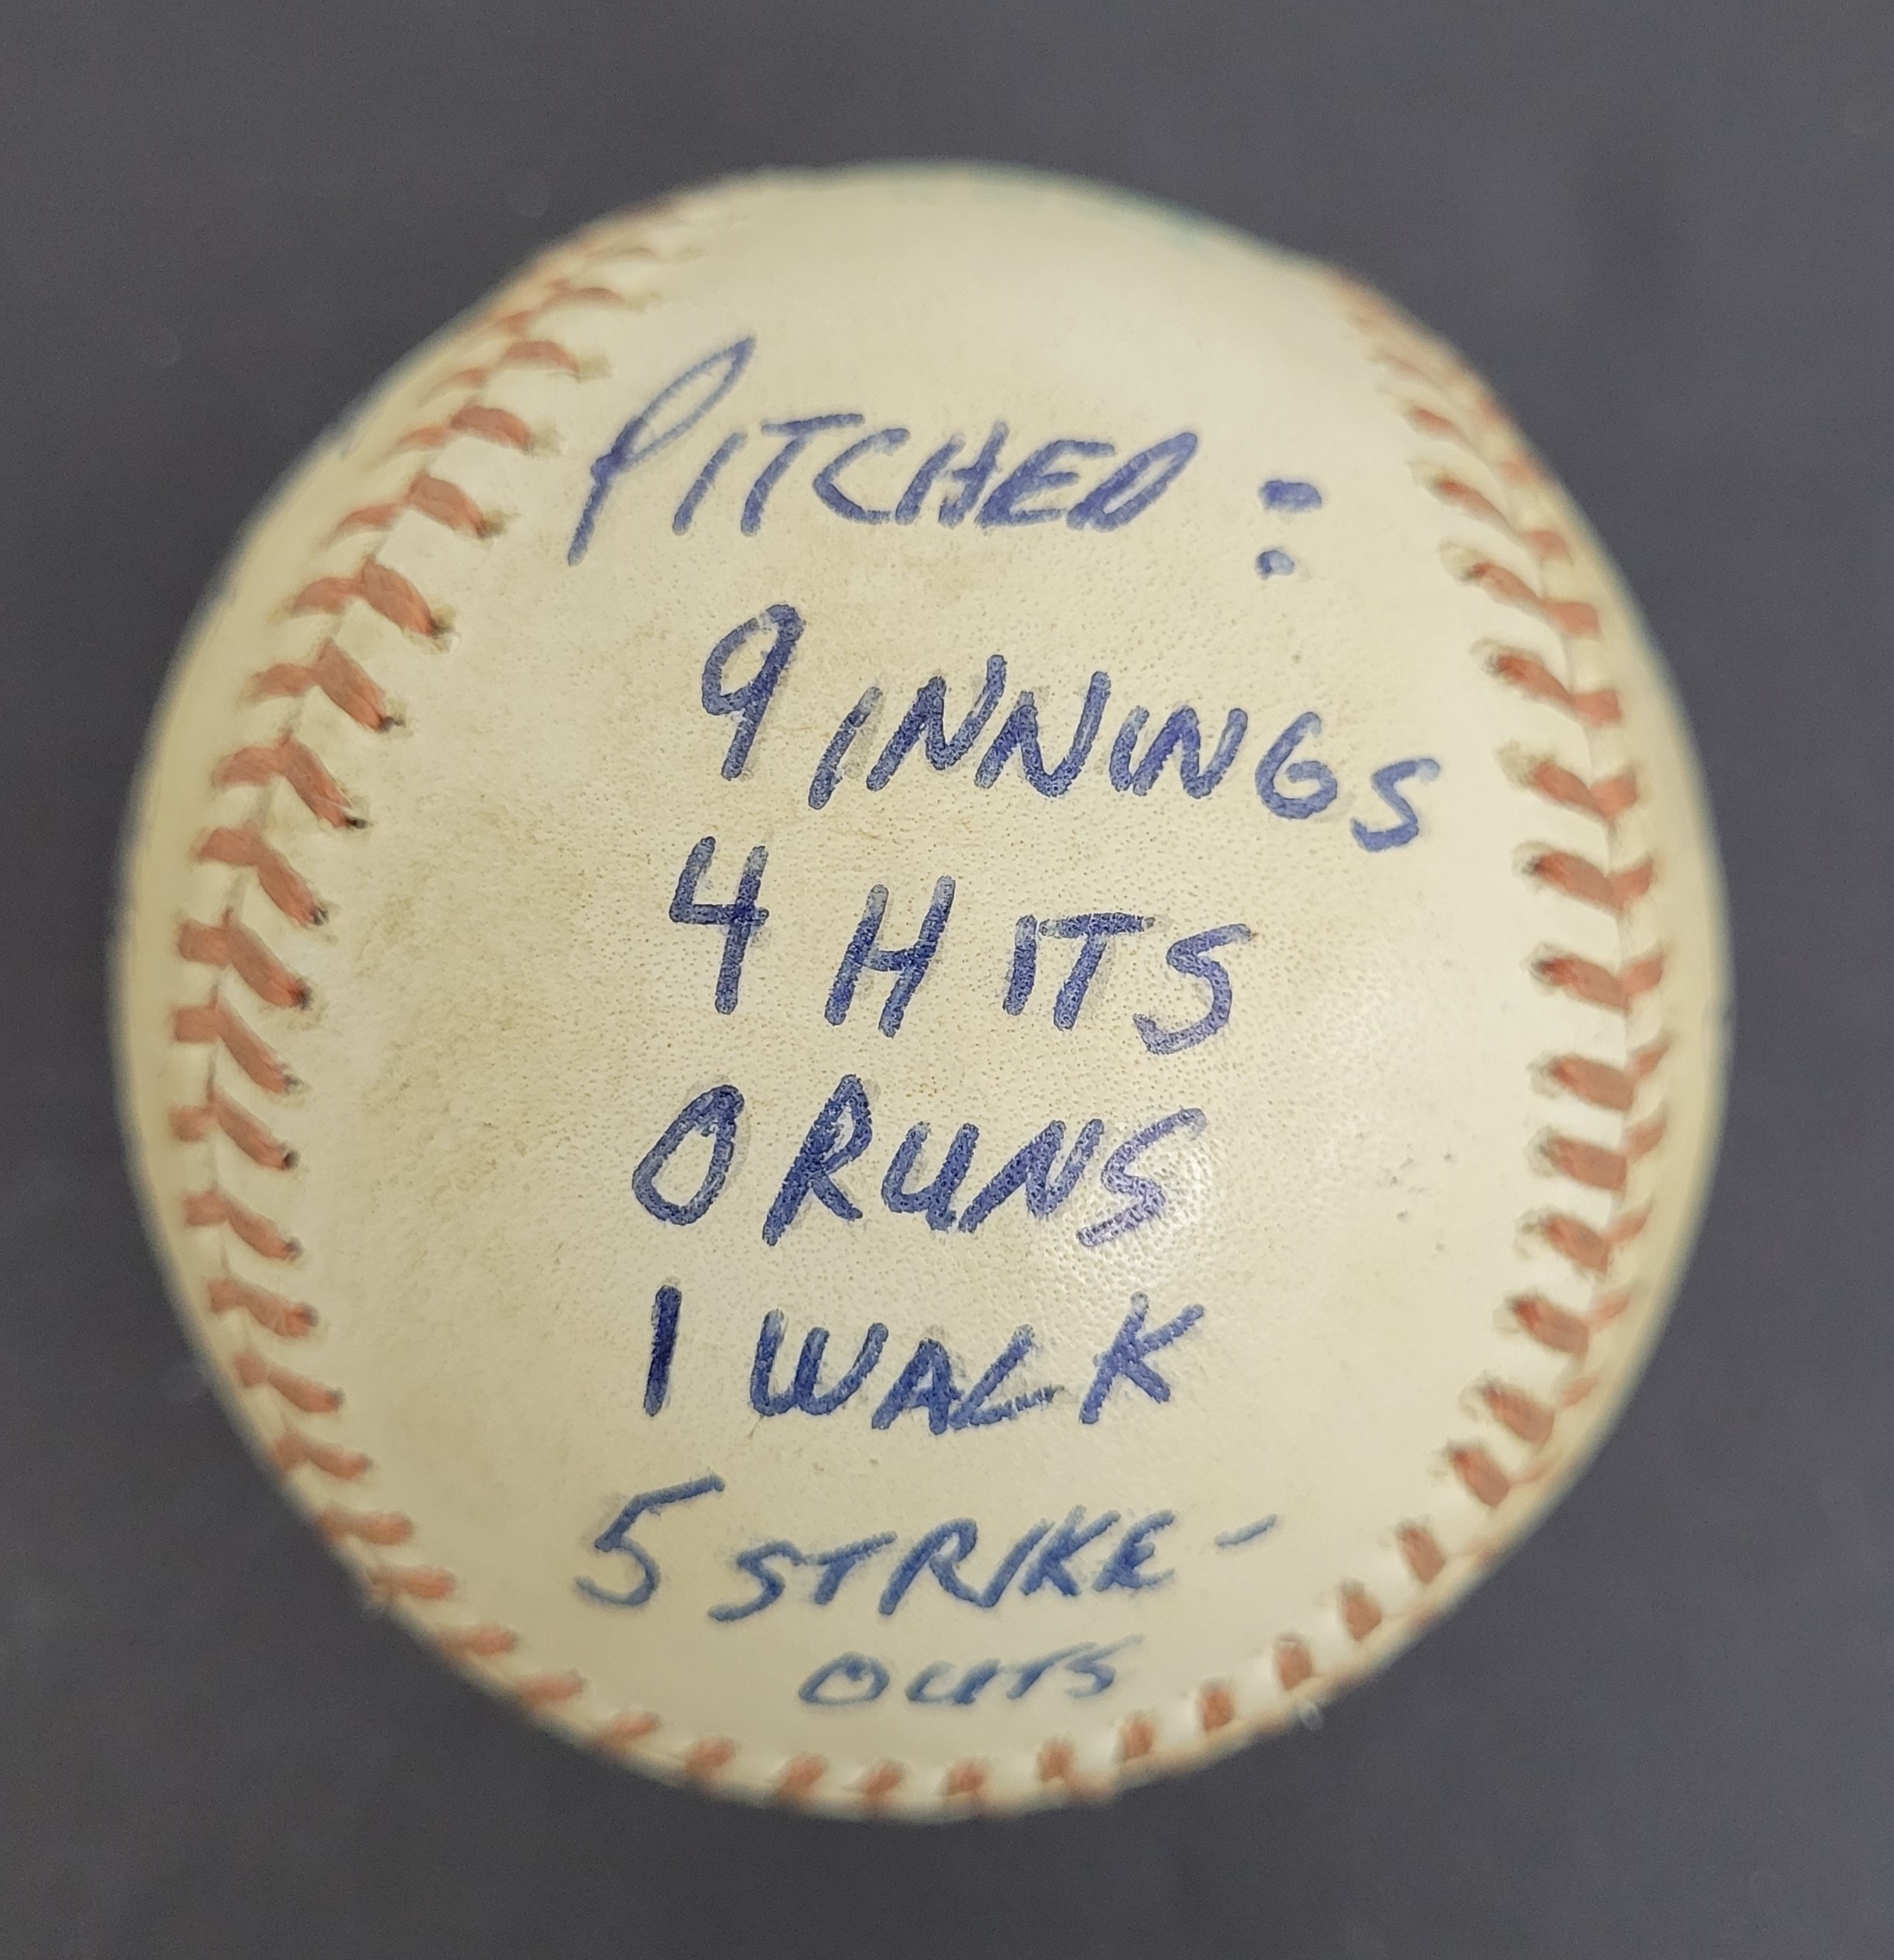 PITCHED:
9 INNINGS
4 HITS
0 RUNS
1 WALK
5 STRIKE-
OUTS